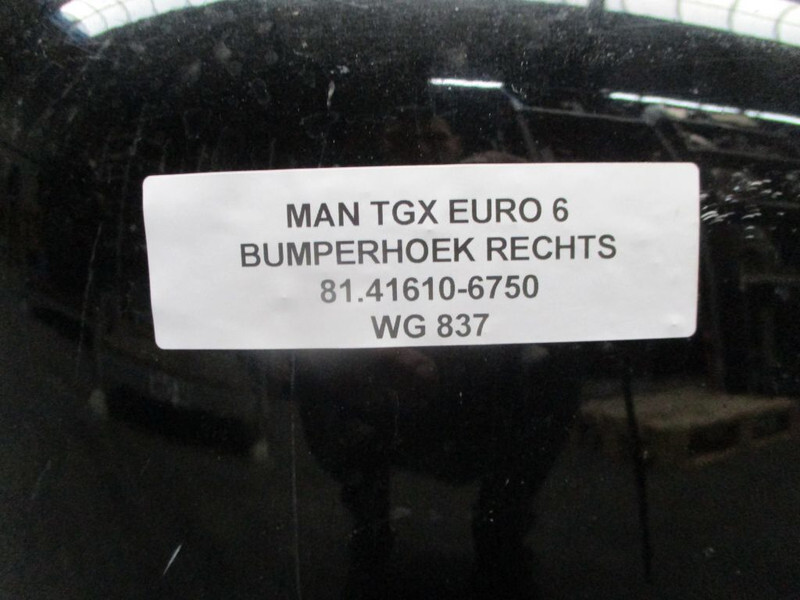 MAN TGX EURO 6
BUMPERHOEK RECHTS
81.41610-6750
WG 837